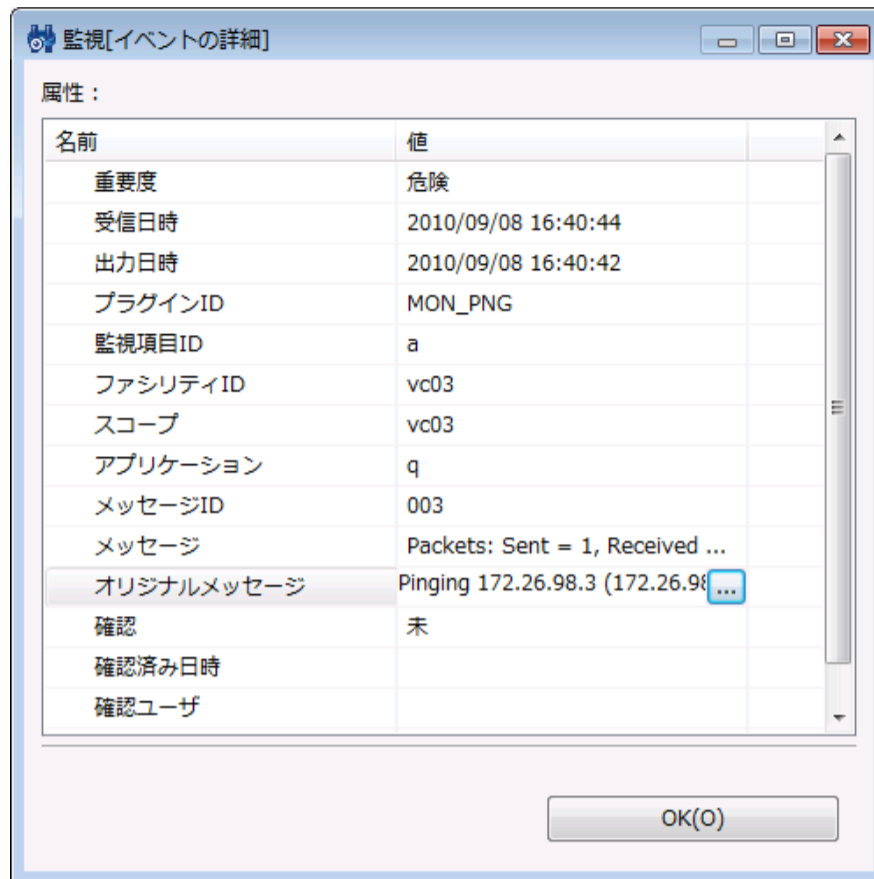 監視[イベントの詳細]
属性：
名前 値
重要度 危険
受信日時 2010/09/08 16:40:44
出力日時 2010/09/08 16:40:42
プラグインID MON_PNG
監視項目ID a
ファシリティID vc03
スコープ vc03
アプリケーション q
メッセージID 003
メッセージ Packets: Sent = 1, Received ...
オリジナルメッセージ Pinging 172.26.98.3 (172.26.98 ...
確認 未
確認済み日時
確認ユーザ
OK(O)